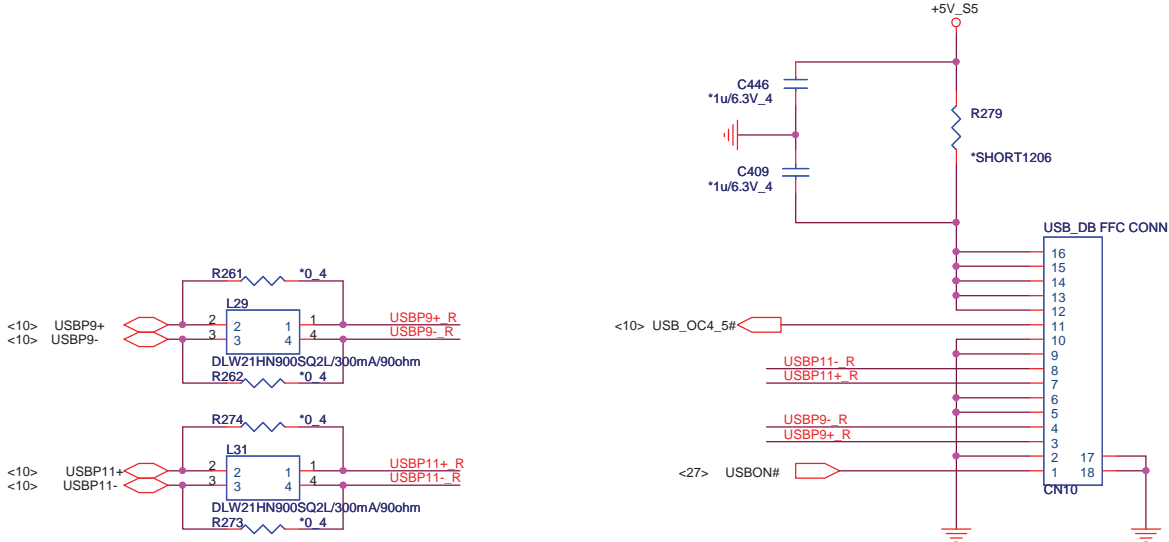 +5V_S5
C446
*1u/6.3V_4
R279
*SHORT1206
C409
*1u/6.3V_4
USB_DB FFC CONN
16
15
14
13
12
<10> USB_OC4_5# 11
10
9
USBP11-_R 8
USBP11+_R 7
6
5
USBP9-_R 4
USBP9+_R 3
2 17
<27> USBON# 1 18
CN10
R261 *0_4
L29
<10> USBP9+ 2 2 1 1 USBP9+_R
<10> USBP9- 3 3 4 4 USBP9-_R
DLW21HN900SQ2L/300mA/90ohm
R262 *0_4
R274 *0_4
L31
<10> USBP11+ 2 2 1 1 USBP11+_R
<10> USBP11- 3 3 4 4 USBP11-_R
DLW21HN900SQ2L/300mA/90ohm
R273 *0_4